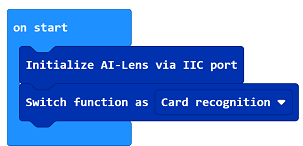 on start
Initialize AI-Lens via IIC port
Switch function as Card recognition